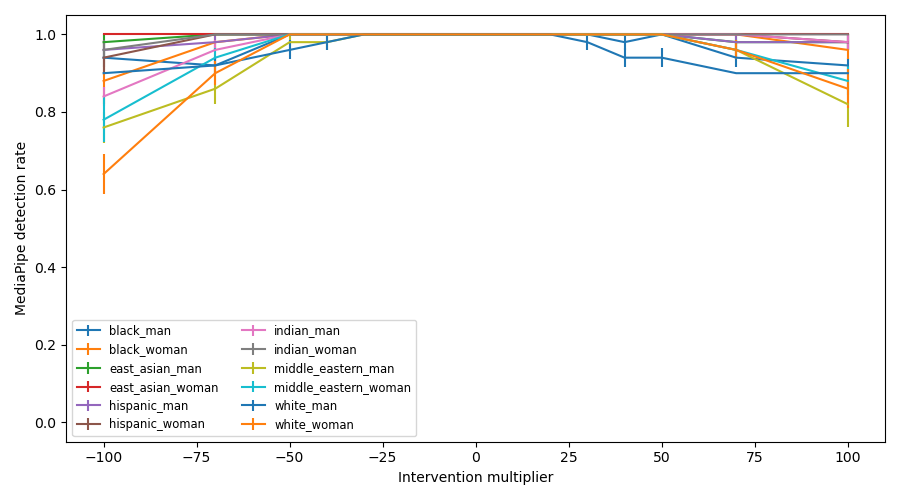 1.0
0.8
0.6
0.4
0.2
0.0
MediaPipe detection rate
black_man
black_woman
east_asian_man
east_asian_woman
hispanic_man
hispanic_woman
indian_man
indian_woman
middle_eastern_man
middle_eastern_woman
white_man
white_woman
−100 −75 −50 −25 0 25 50 75 100
Intervention multiplier